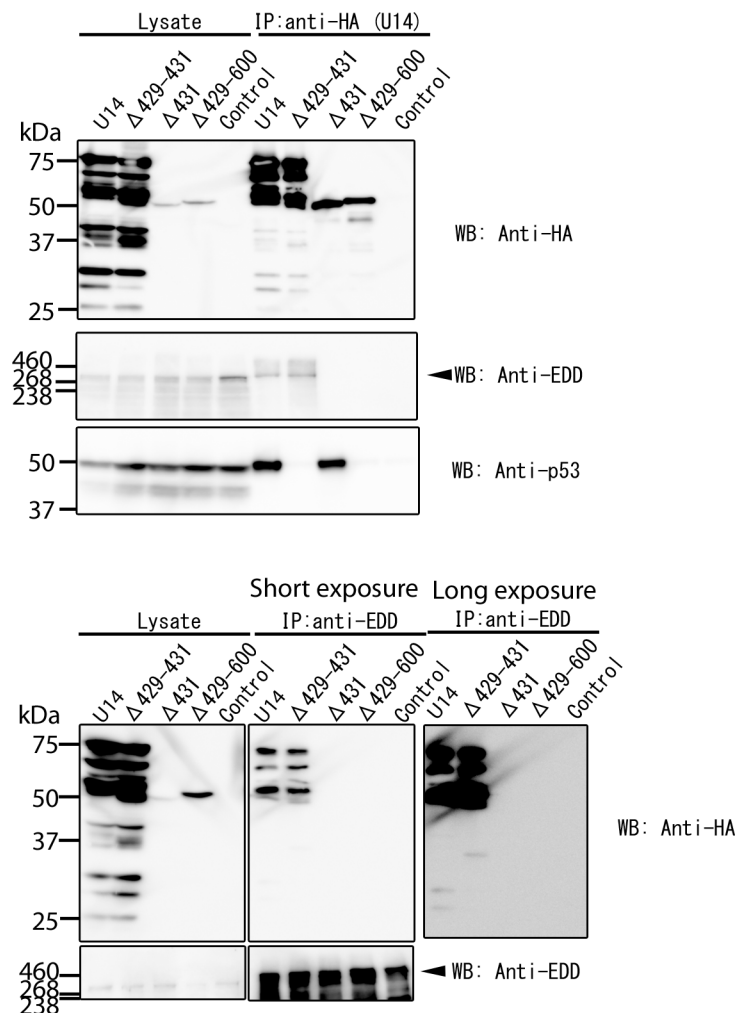 Lysate IP:anti-HA (U14)
U14 Δ429-431 Δ431 Δ429-600 Control U14 Δ429-431 Δ431 Δ429-600 Control
kDa
75
50
37
25
WB: Anti-HA
460
268
238
WB: Anti-EDD
50
37
WB: Anti-p53
Short exposure Long exposure
Lysate IP:anti-EDD IP:anti-EDD
U14 Δ429-431 Δ431 Δ429-600 Control U14 Δ429-431 Δ431 Δ429-600 Control U14 Δ429-431 Δ431 Δ429-600 Control
kDa
75
50
37
25
WB: Anti-HA
460
268
238
WB: Anti-EDD